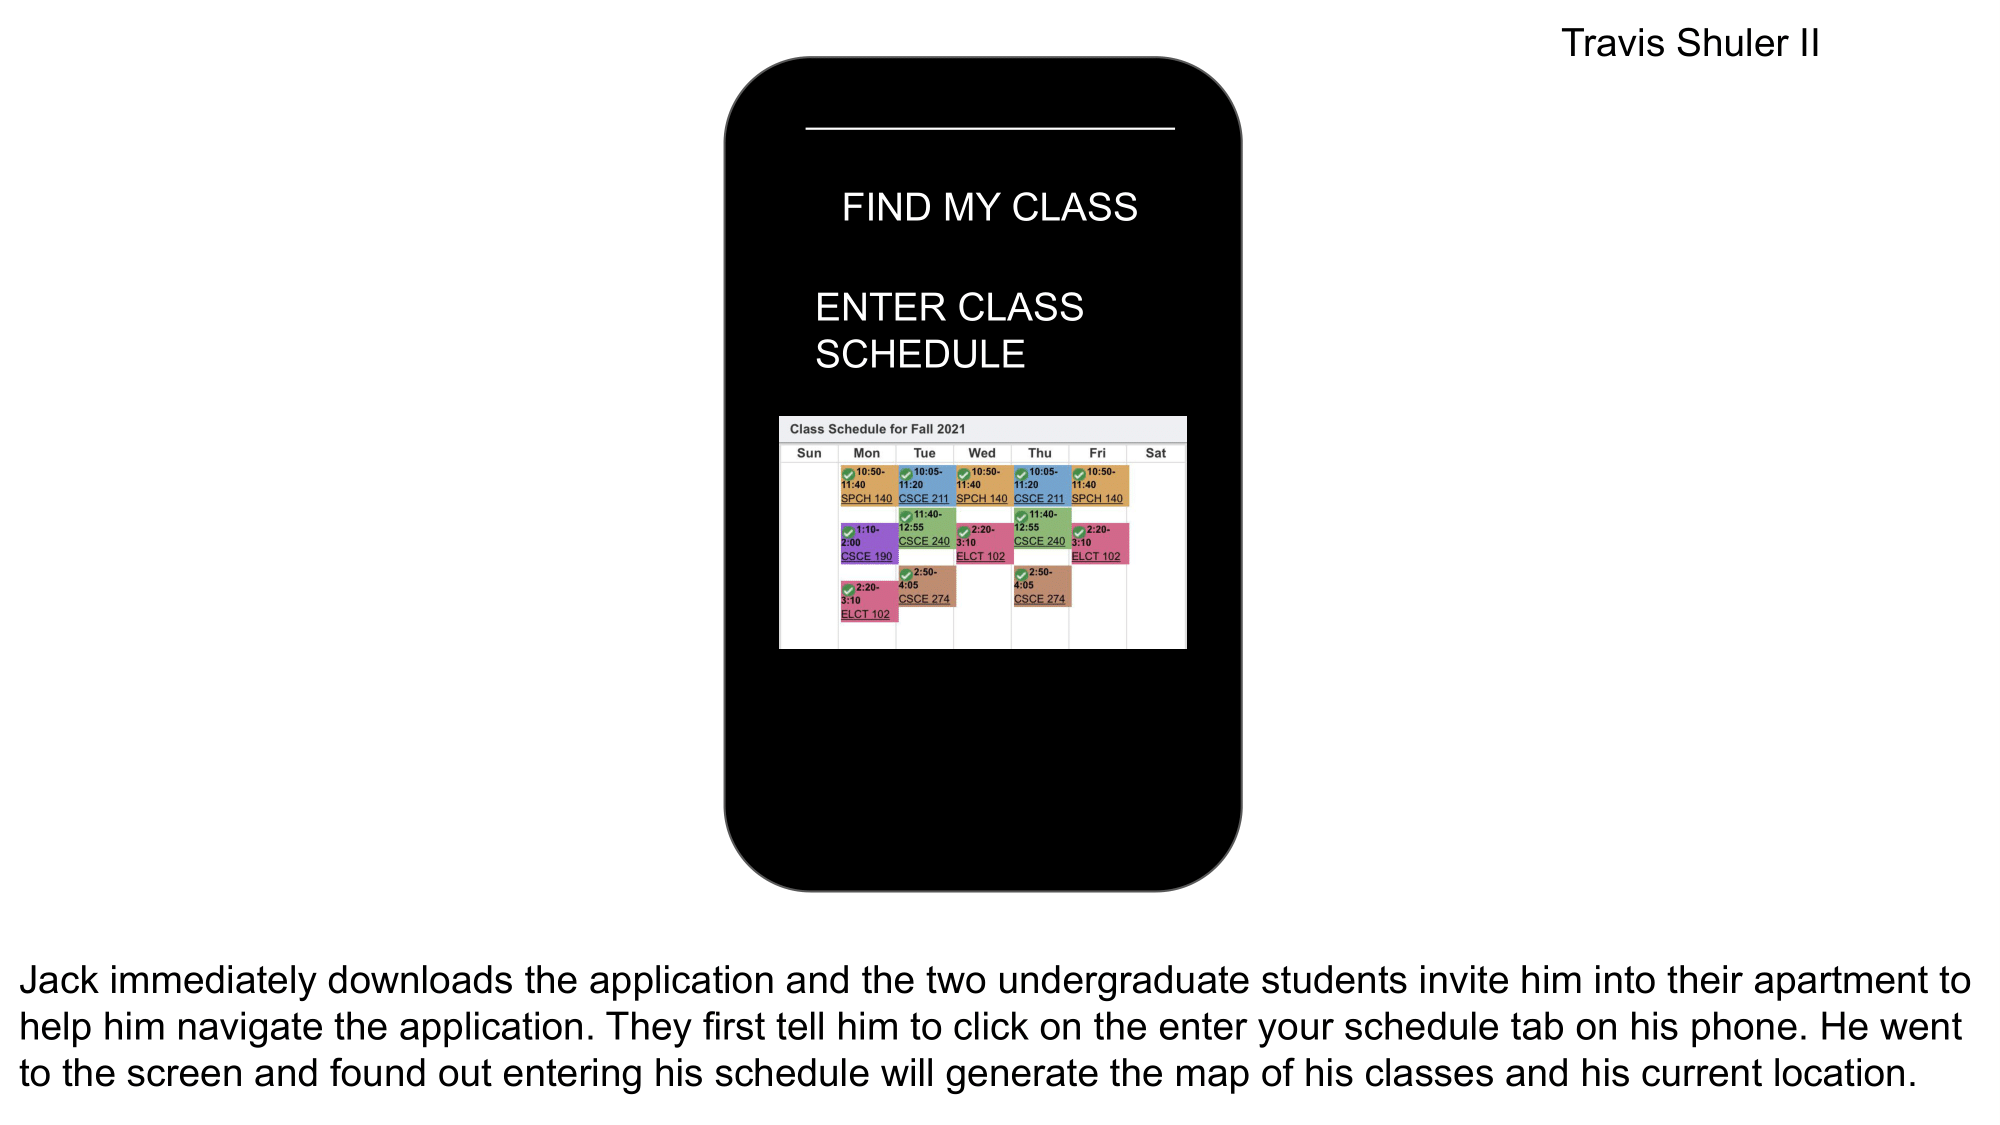 Travis Shuler II
FIND MY CLASS
ENTER CLASS
SCHEDULE
Class Schedule for Fall 2021
Sun Mon Tue Wed Thu Fri Sat
10:50-
11:40
SPCH 140
10:05-
11:20
CSCE 211
10:50-
11:40
SPCH 140
10:05-
11:20
CSCE 211
10:50-
11:40
SPCH 140
11:40-
12:55
CSCE 240
11:40-
12:55
CSCE 240
1:10-
2:00
CSCE 190
2:20-
3:10
ELCT 102
2:20-
3:10
ELCT 102
2:50-
4:05
CSCE 274
2:50-
4:05
CSCE 274
2:20-
3:10
ELCT 102
Jack immediately downloads the application and the two undergraduate students invite him into their apartment to
help him navigate the application. They first tell him to click on the enter your schedule tab on his phone. He went
to the screen and found out entering his schedule will generate the map of his classes and his current location.